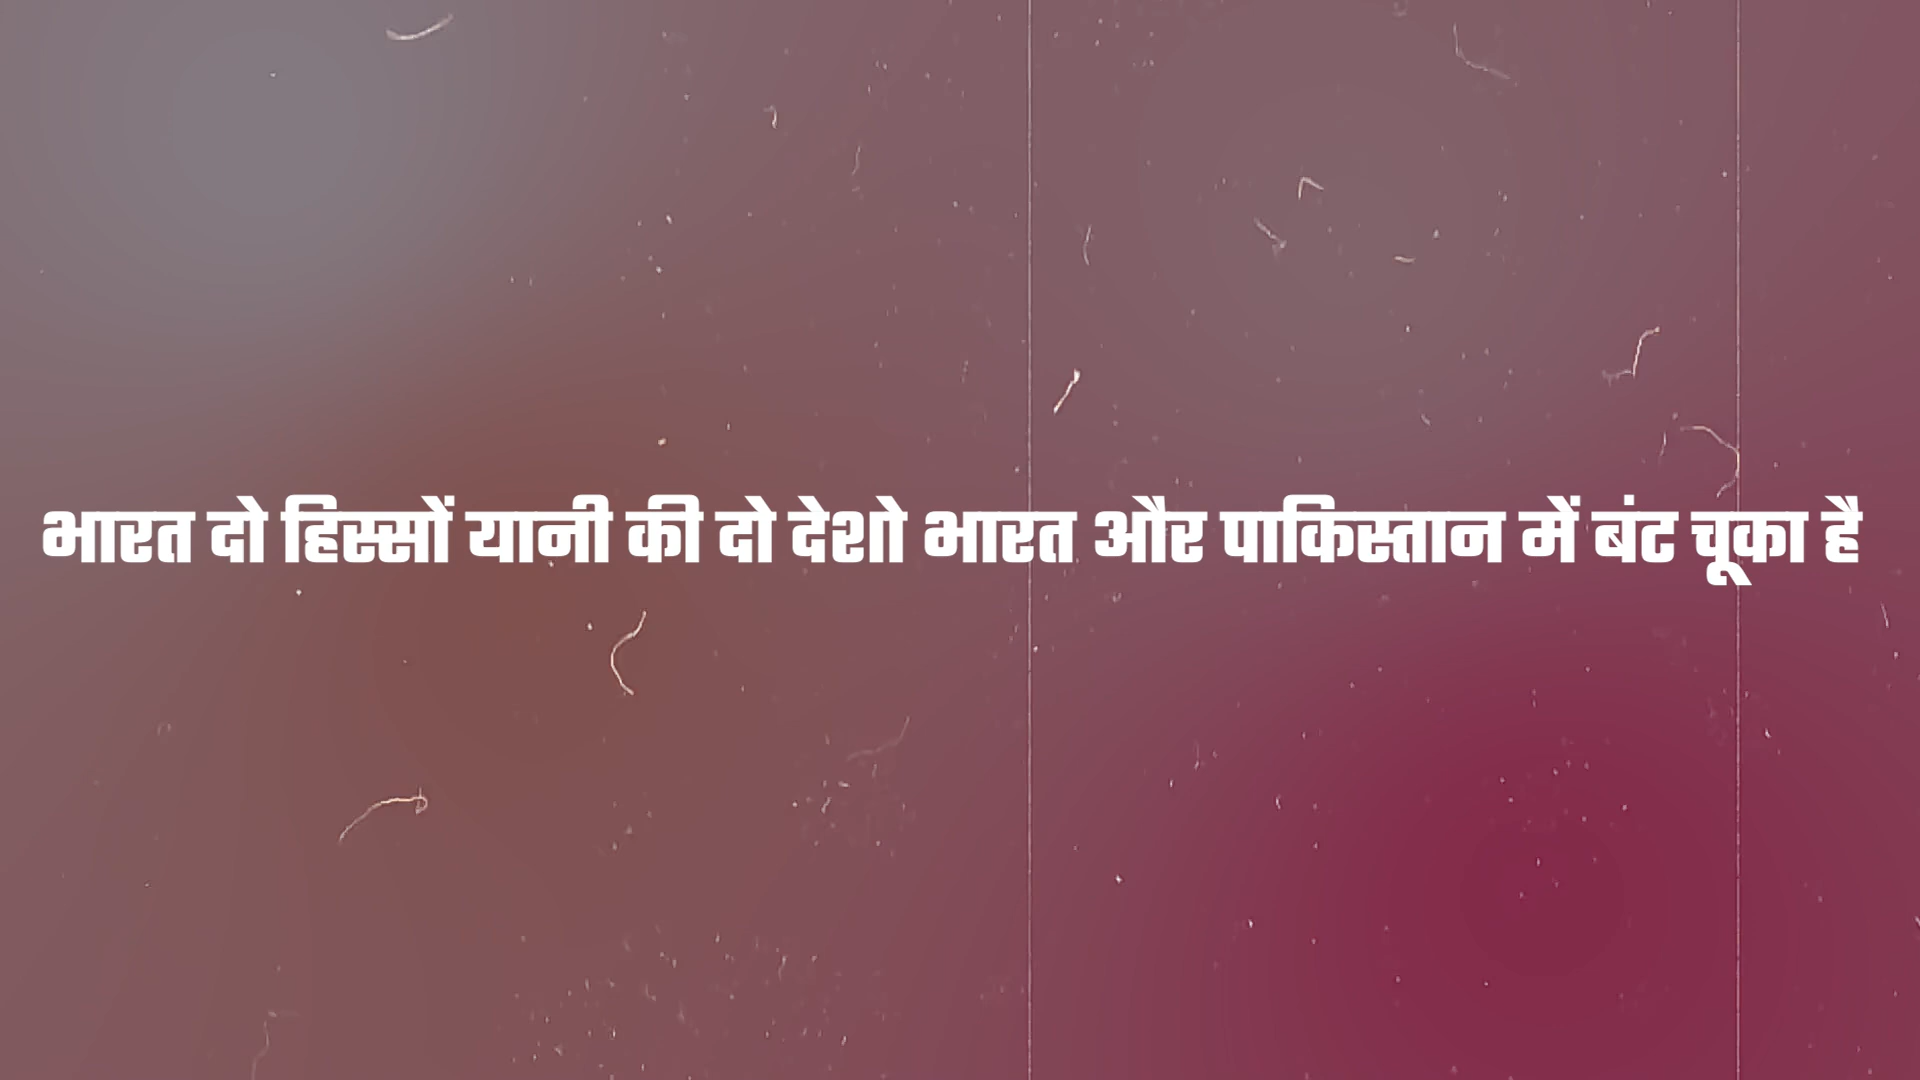 भारत दो हिस्सों यानी की दो देशो भारत और पाकिस्तान में बंट चूका है